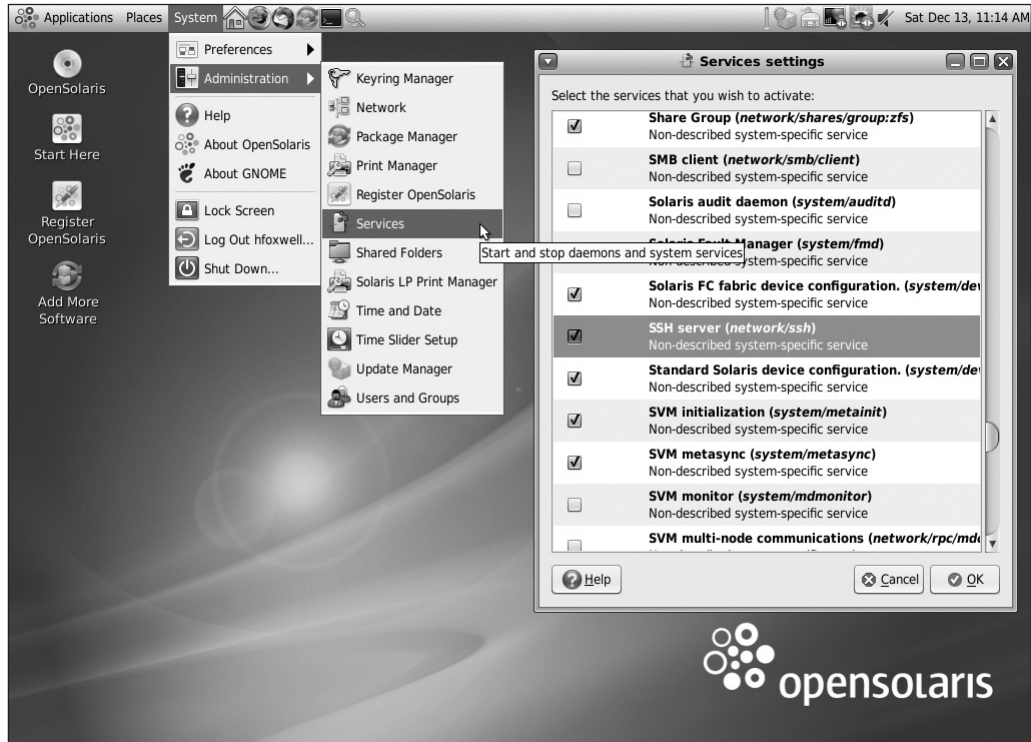 Applications Places System
Sat Dec 13, 11:14 AM
OpenSolaris
Start Here
Register
OpenSolaris
Add More
Software
Preferences
Administration
Help
About OpenSolaris
About GNOME
Lock Screen
Log Out hfoxwell...
Shut Down...
Keyring Manager
Network
Package Manager
Print Manager
Register OpenSolaris
Services
Shared Folders
Solaris LP Print Manager
Time and Date
Time Slider Setup
Update Manager
Users and Groups
Start and stop daemons and system services
Services settings
Select the services that you wish to activate:
Share Group (network/shares/group:zfs)
Non-described system-specific service
SMB client (network/smb/client)
Non-described system-specific service
Solaris audit daemon (system/auditd)
Non-described system-specific service
Manager (system/fmd)
system-specific service
Solaris FC fabric device configuration. (system/de
Non-described system-specific service
SSH server (network/ssh)
Non-described system-specific service
Standard Solaris device configuration. (system/de
Non-described system-specific service
SVM initialization (system/metainit)
Non-described system-specific service
SVM metasync (system/metasync)
Non-described system-specific service
SVM monitor (system/mdmonitor)
Non-described system-specific service
SVM multi-node communications (network/rpc/md
Help
Cancel
OK
opensolaris